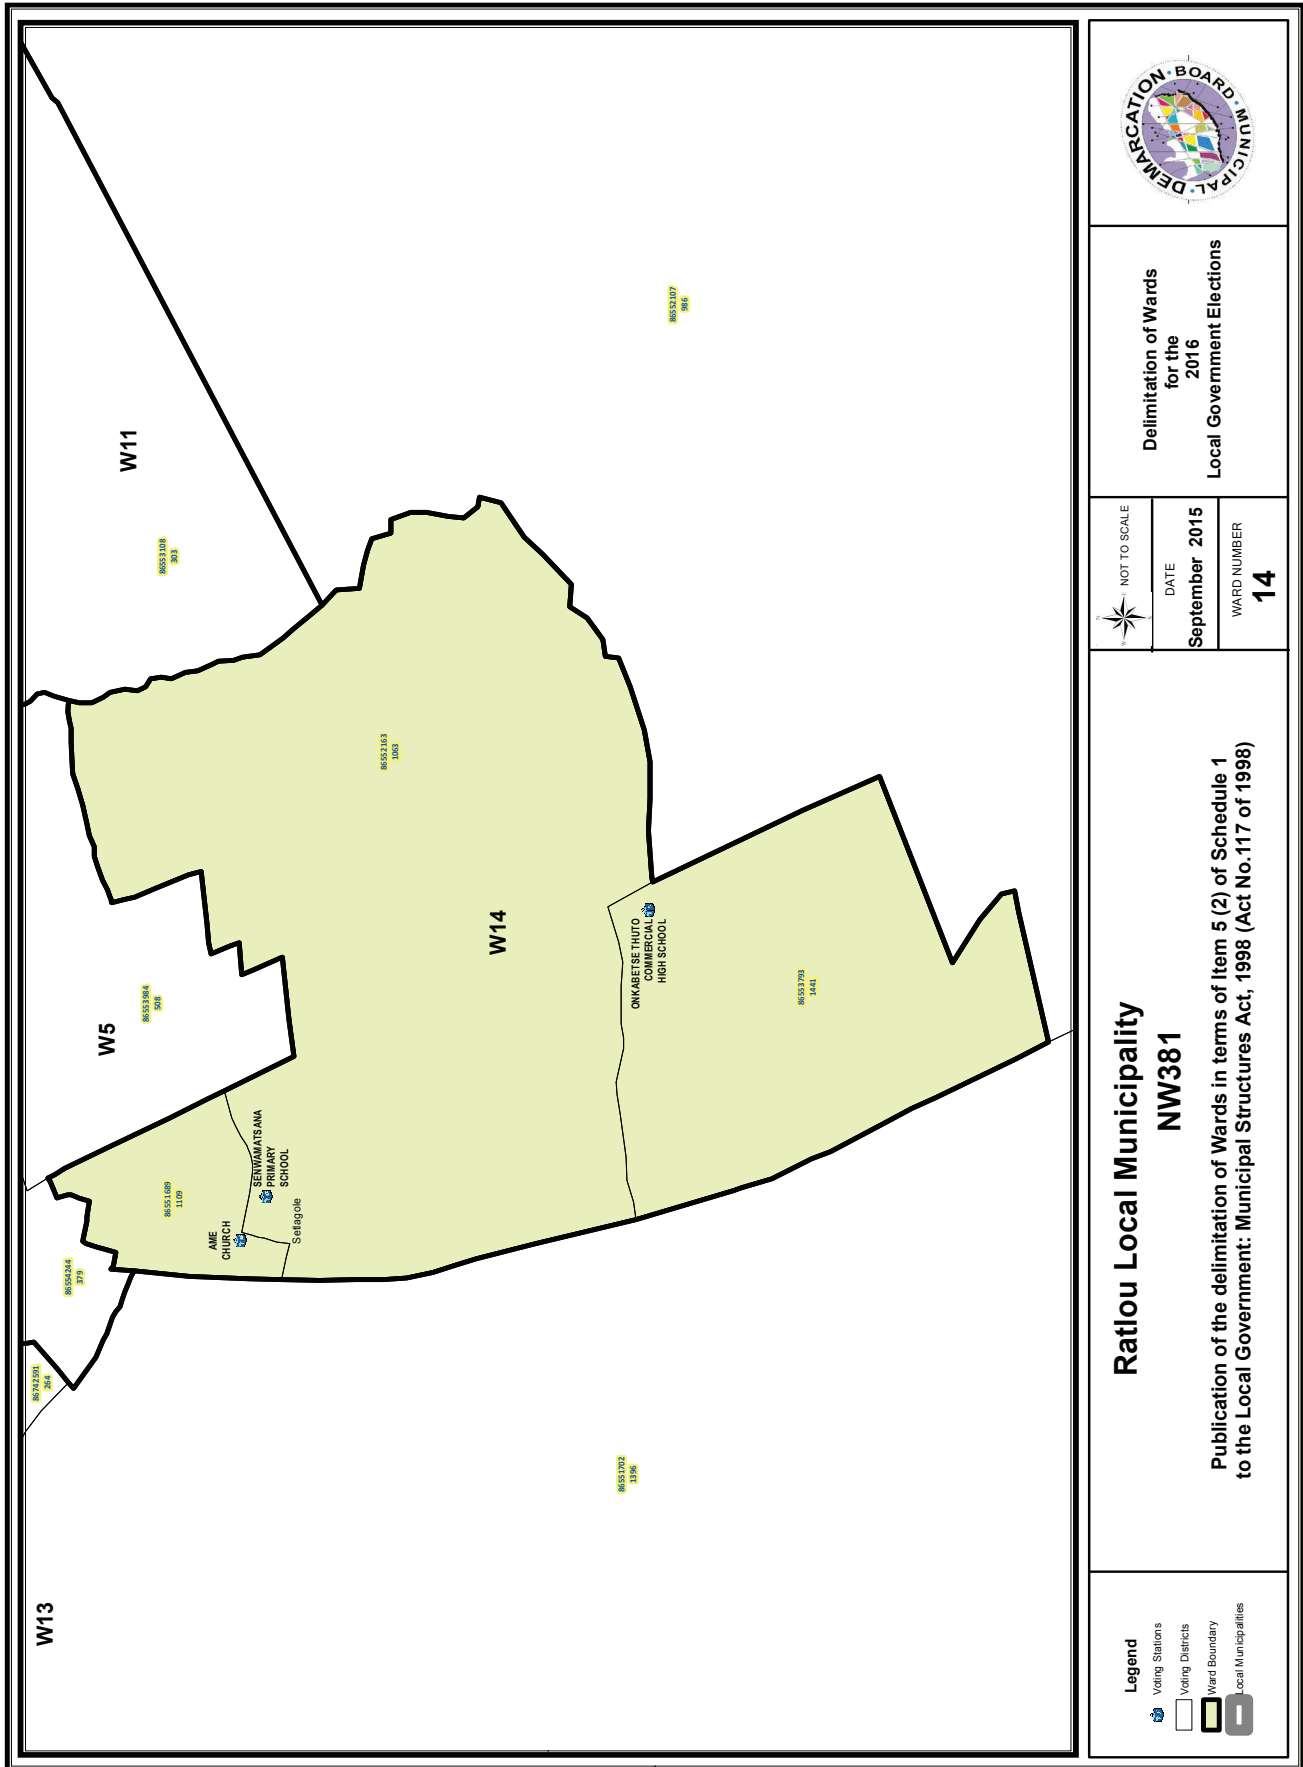 W13
W11
W5
W14
86742591
264
86554244
379
86551689
1109
86553984
508
86553108
303
86552163
1063
86552107
986
86553793
1441
86551702
1396
AME
CHURCH
SENWAMATSANA
PRIMARY
SCHOOL
Setlagole
ONKABETSE THUTO
COMMERCIAL
HIGH SCHOOL
Legend
Voting Stations
Voting Districts
Ward Boundary
Local Municipalities
Ratlou Local Municipality
NW381
Publication of the delimitation of Wards in terms of Item 5 (2) of Schedule 1
to the Local Government: Municipal Structures Act, 1998 (Act No.117 of 1998)
NOT TO SCALE
DATE
September 2015
WARD NUMBER
14
Delimitation of Wards
for the
2016
Local Government Elections
MUNICIPAL · DEMARCATION · BOARD ·